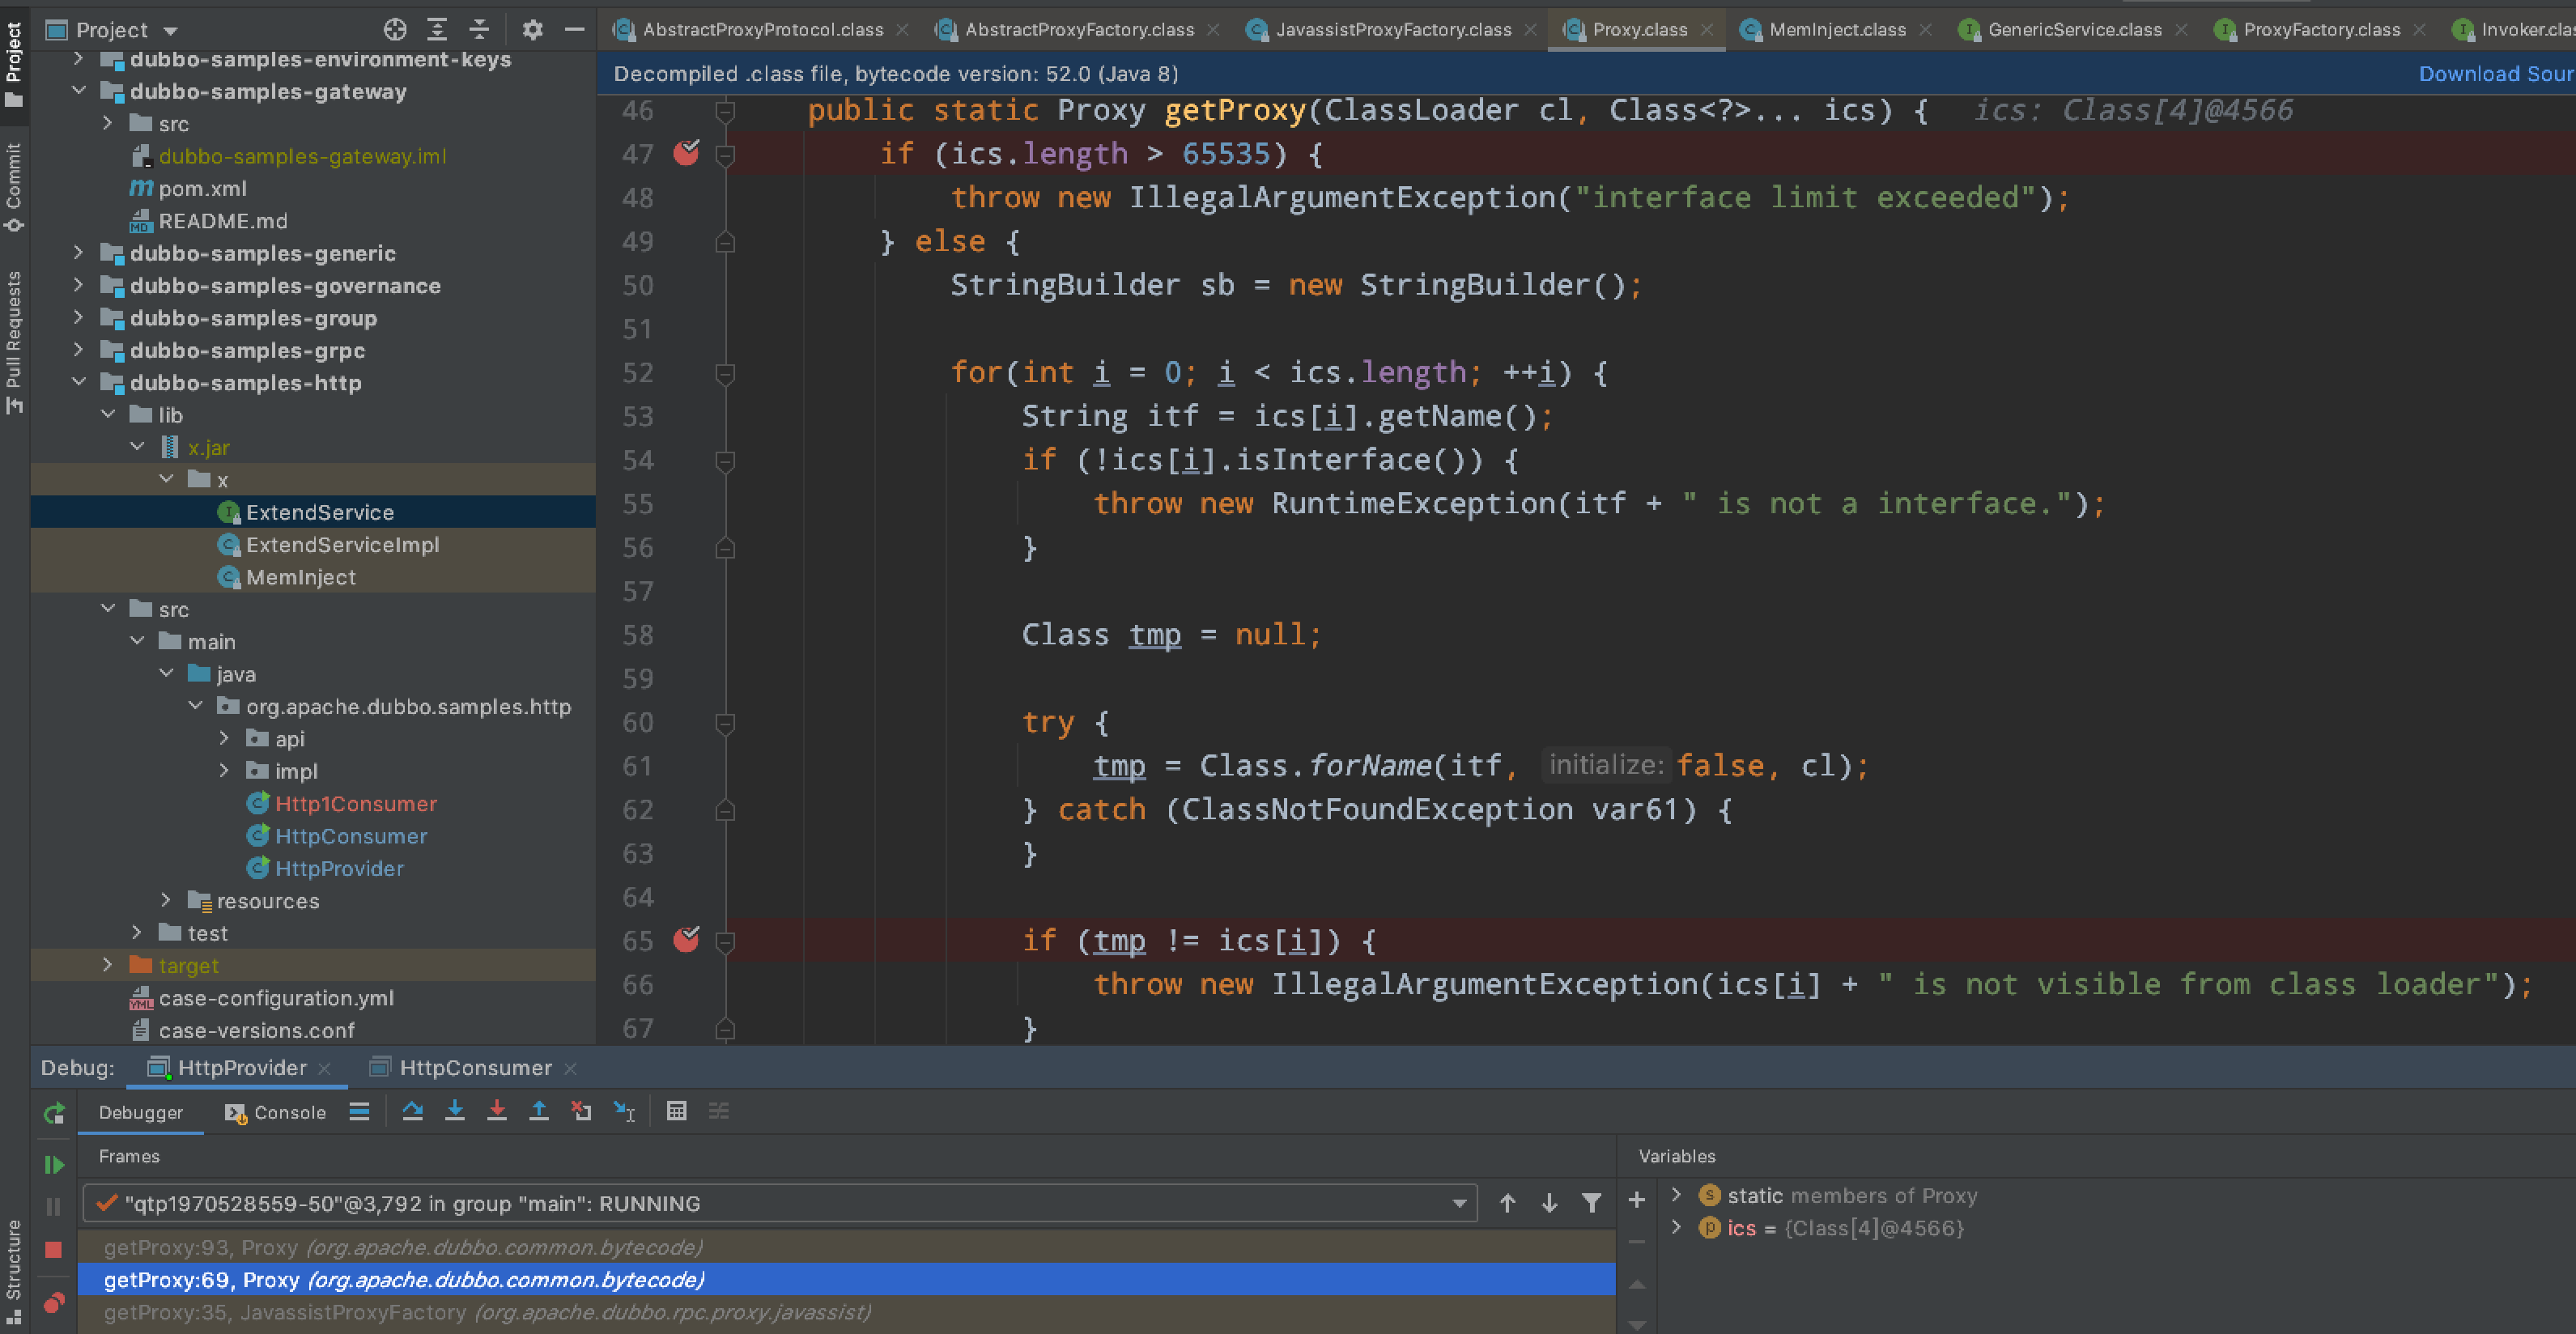 Project
AbstractProxyProtocol.class
AbstractProxyFactory.class
JavassistProxyFactory.class
Proxy.class
MemInject.class
GenericService.class
ProxyFactory.class
Invoker.clas
Project
Commit
Pull Requests
Structure
dubbo-samples-environment-keys
dubbo-samples-gateway
src
dubbo-samples-gateway.iml
pom.xml
README.md
dubbo-samples-generic
dubbo-samples-governance
dubbo-samples-group
dubbo-samples-grpc
dubbo-samples-http
lib
x.jar
x
ExtendService
ExtendServiceImpl
MemInject
src
main
java
org.apache.dubbo.samples.http
api
impl
Http1Consumer
HttpConsumer
HttpProvider
resources
test
target
case-configuration.yml
case-versions.conf
Decompiled .class file, bytecode version: 52.0 (Java 8)
Download Sour
46 public static Proxy getProxy(ClassLoader cl, Class<?>... ics) { ics: Class[4]@4566
47 if (ics.length > 65535) {
48 throw new IllegalArgumentException("interface limit exceeded");
49 } else {
50 StringBuilder sb = new StringBuilder();
51
52 for(int i = 0; i < ics.length; ++i) {
53 String itf = ics[i].getName();
54 if (!ics[i].isInterface()) {
55 throw new RuntimeException(itf + " is not a interface.");
56 }
57
58 Class tmp = null;
59
60 try {
61 tmp = Class.forName(itf, initialize: false, cl);
62 } catch (ClassNotFoundException var61) {
63 }
64
65 if (tmp != ics[i]) {
66 throw new IllegalArgumentException(ics[i] + " is not visible from class loader");
67 }
Debug: HttpProvider HttpConsumer
Debugger Console
Frames
"qtp1970528559-50"@3,792 in group "main": RUNNING
getProxy:93, Proxy (org.apache.dubbo.common.bytecode)
getProxy:69, Proxy (org.apache.dubbo.common.bytecode)
getProxy:35, JavassistProxyFactory (org.apache.dubbo.rpc.proxy.javassist)
Variables
static members of Proxy
ics = {Class[4]@4566}